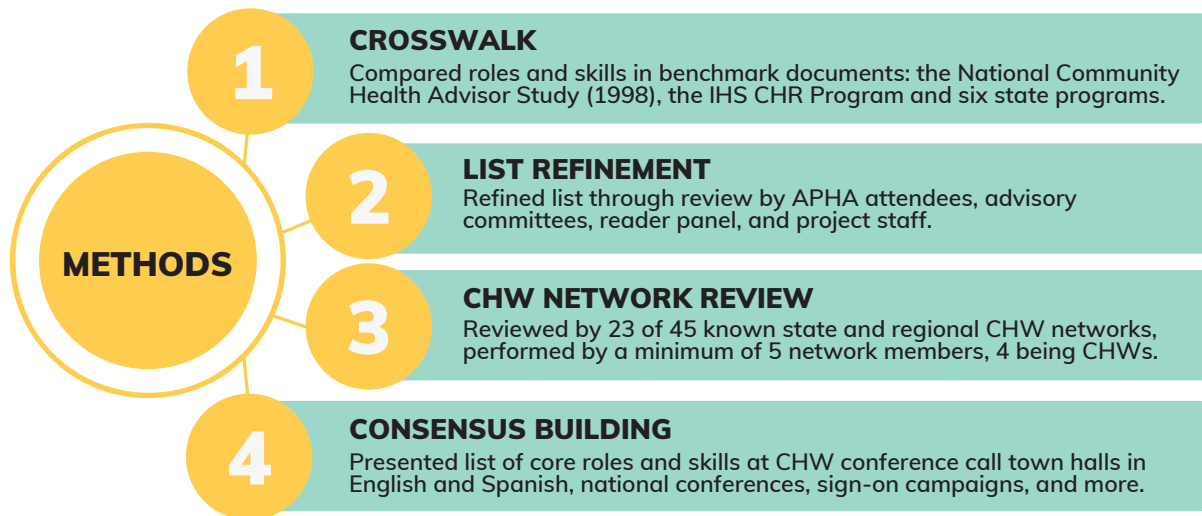 METHODS
1
CROSSWALK
Compared roles and skills in benchmark documents: the National Community
Health Advisor Study (1998), the IHS CHR Program and six state programs.
2
LIST REFINEMENT
Refined list through review by APHA attendees, advisory
committees, reader panel, and project staff.
3
CHW NETWORK REVIEW
Reviewed by 23 of 45 known state and regional CHW networks,
performed by a minimum of 5 network members, 4 being CHWs.
4
CONSENSUS BUILDING
Presented list of core roles and skills at CHW conference call town halls in
English and Spanish, national conferences, sign-on campaigns, and more.